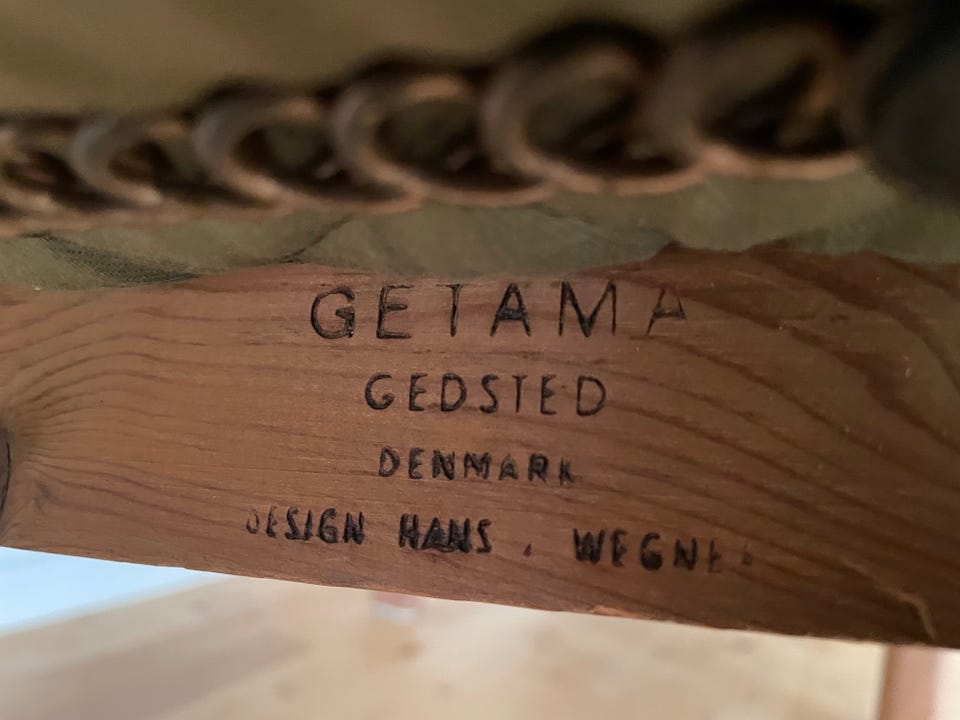 GETAMA
GEDSTED
DENMARK
DESIGN HANS . WEGNER